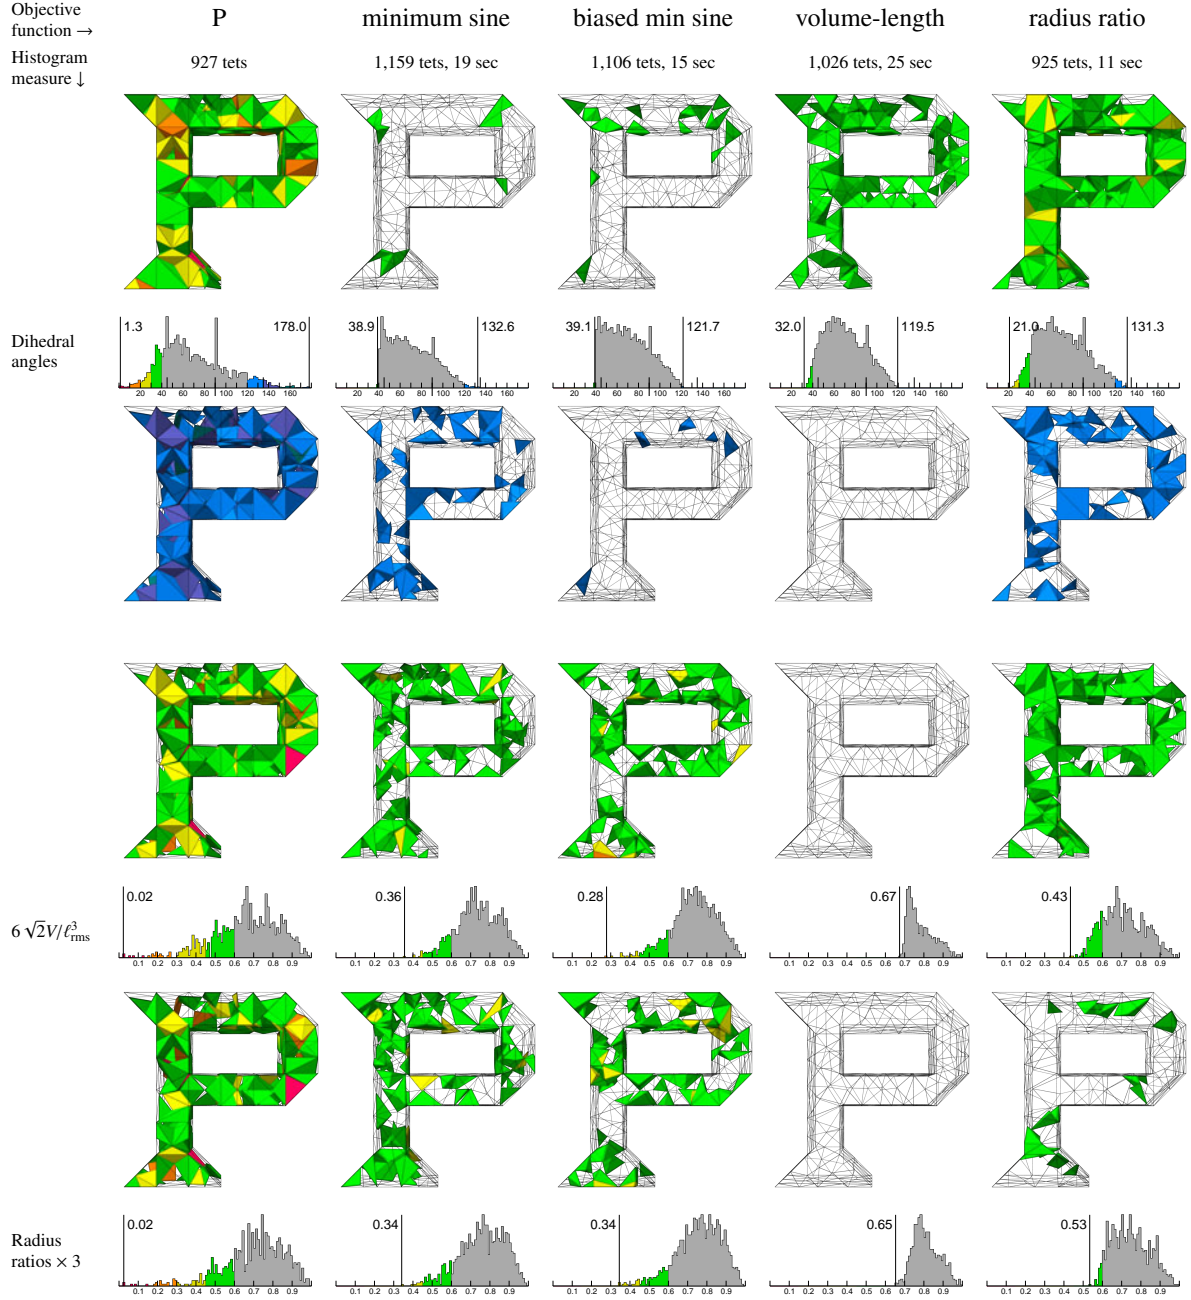 Objective function → P minimum sine biased min sine volume-length radius ratio
Histogram measure ↓ 927 tets 1,159 tets, 19 sec 1,106 tets, 15 sec 1,026 tets, 25 sec 925 tets, 11 sec
Dihedral angles
1.3 178.0 38.9 132.6 39.1 121.7 32.0 119.5 21.0 131.3
20 40 60 80 100 120 140 160 20 40 60 80 100 120 140 160 20 40 60 80 100 120 140 160 20 40 60 80 100 120 140 160 20 40 60 80 100 120 140 160
6 √2V/ℓ³rms
0.02 0.36 0.28 0.67 0.43
0.1 0.2 0.3 0.4 0.5 0.6 0.7 0.8 0.9 0.1 0.2 0.3 0.4 0.5 0.6 0.7 0.8 0.9 0.1 0.2 0.3 0.4 0.5 0.6 0.7 0.8 0.9 0.1 0.2 0.3 0.4 0.5 0.6 0.7 0.8 0.9 0.1 0.2 0.3 0.4 0.5 0.6 0.7 0.8 0.9
Radius ratios × 3
0.02 0.34 0.34 0.65 0.53
0.1 0.2 0.3 0.4 0.5 0.6 0.7 0.8 0.9 0.1 0.2 0.3 0.4 0.5 0.6 0.7 0.8 0.9 0.1 0.2 0.3 0.4 0.5 0.6 0.7 0.8 0.9 0.1 0.2 0.3 0.4 0.5 0.6 0.7 0.8 0.9 0.1 0.2 0.3 0.4 0.5 0.6 0.7 0.8 0.9